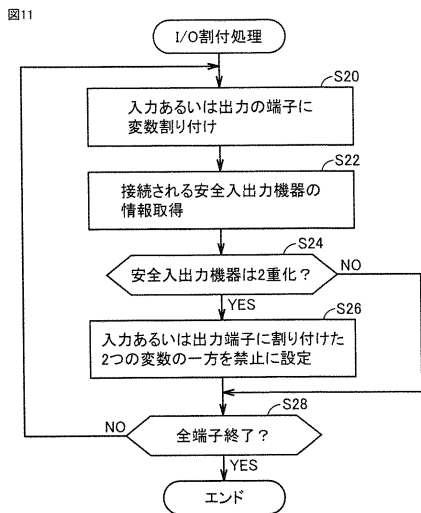 図11
I/O割付処理
S20
入力あるいは出力の端子に
変数割り付け
S22
接続される安全入出力機器の
情報取得
S24
安全入出力機器は2重化？
NO
YES
S26
入力あるいは出力端子に割り付けた
2つの変数の一方を禁止に設定
S28
NO
全端子終了？
YES
エンド